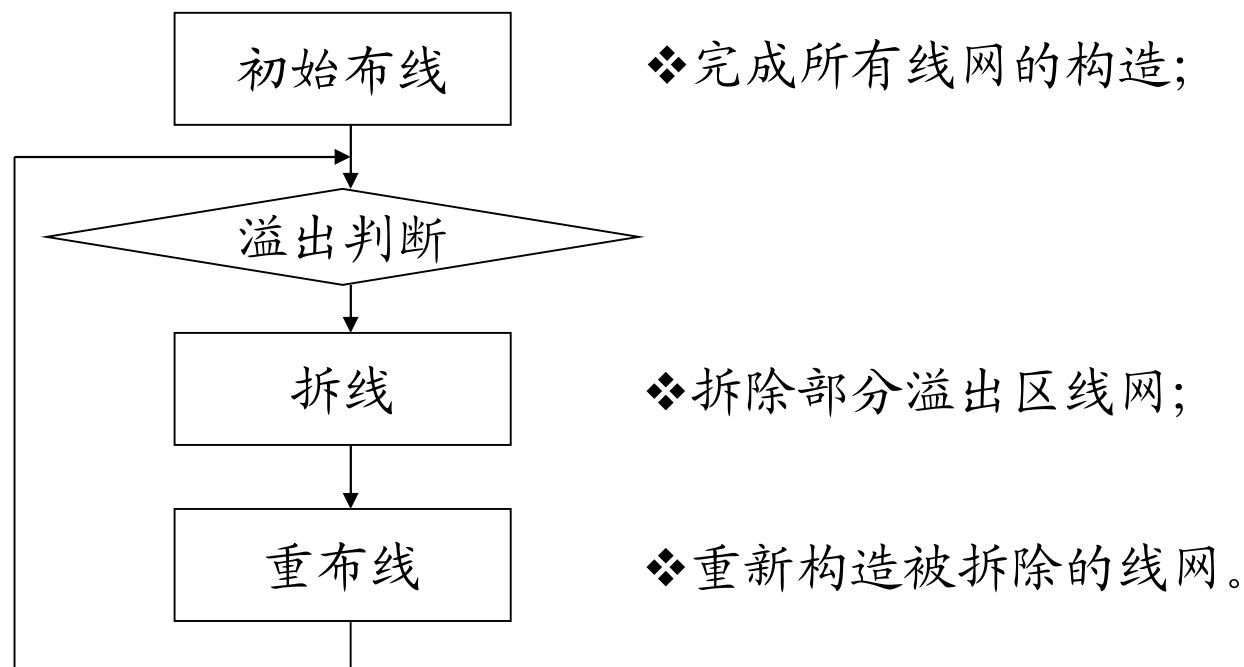 初始布线
❖完成所有线网的构造;
溢出判断
拆线
❖拆除部分溢出区线网;
重布线
❖重新构造被拆除的线网。